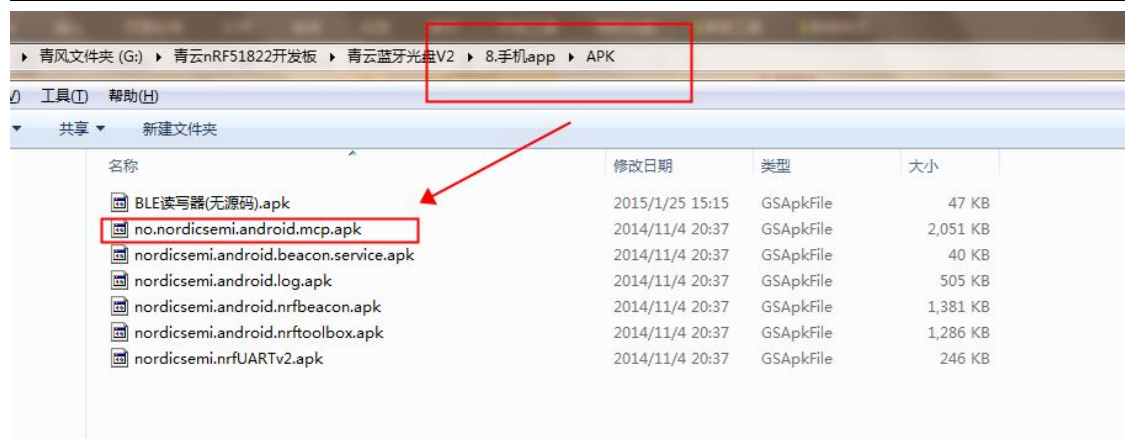 青风文件夹 (G:) ▸ 青云nRF51822开发板 ▸ 青云蓝牙光盘V2 ▸ 8.手机app ▸ APK
V) 工具(T) 帮助(H)
共享 新建文件夹
名称 修改日期 类型 大小
BLE读写器(无源码).apk 2015/1/25 15:15 GSApkFile 47 KB
no.nordicsemi.android.mcp.apk 2014/11/4 20:37 GSApkFile 2,051 KB
nordicsemi.android.beacon.service.apk 2014/11/4 20:37 GSApkFile 40 KB
nordicsemi.android.log.apk 2014/11/4 20:37 GSApkFile 505 KB
nordicsemi.android.nrfbeacon.apk 2014/11/4 20:37 GSApkFile 1,381 KB
nordicsemi.android.nrftoolbox.apk 2014/11/4 20:37 GSApkFile 1,286 KB
nordicsemi.nrfUARTv2.apk 2014/11/4 20:37 GSApkFile 246 KB